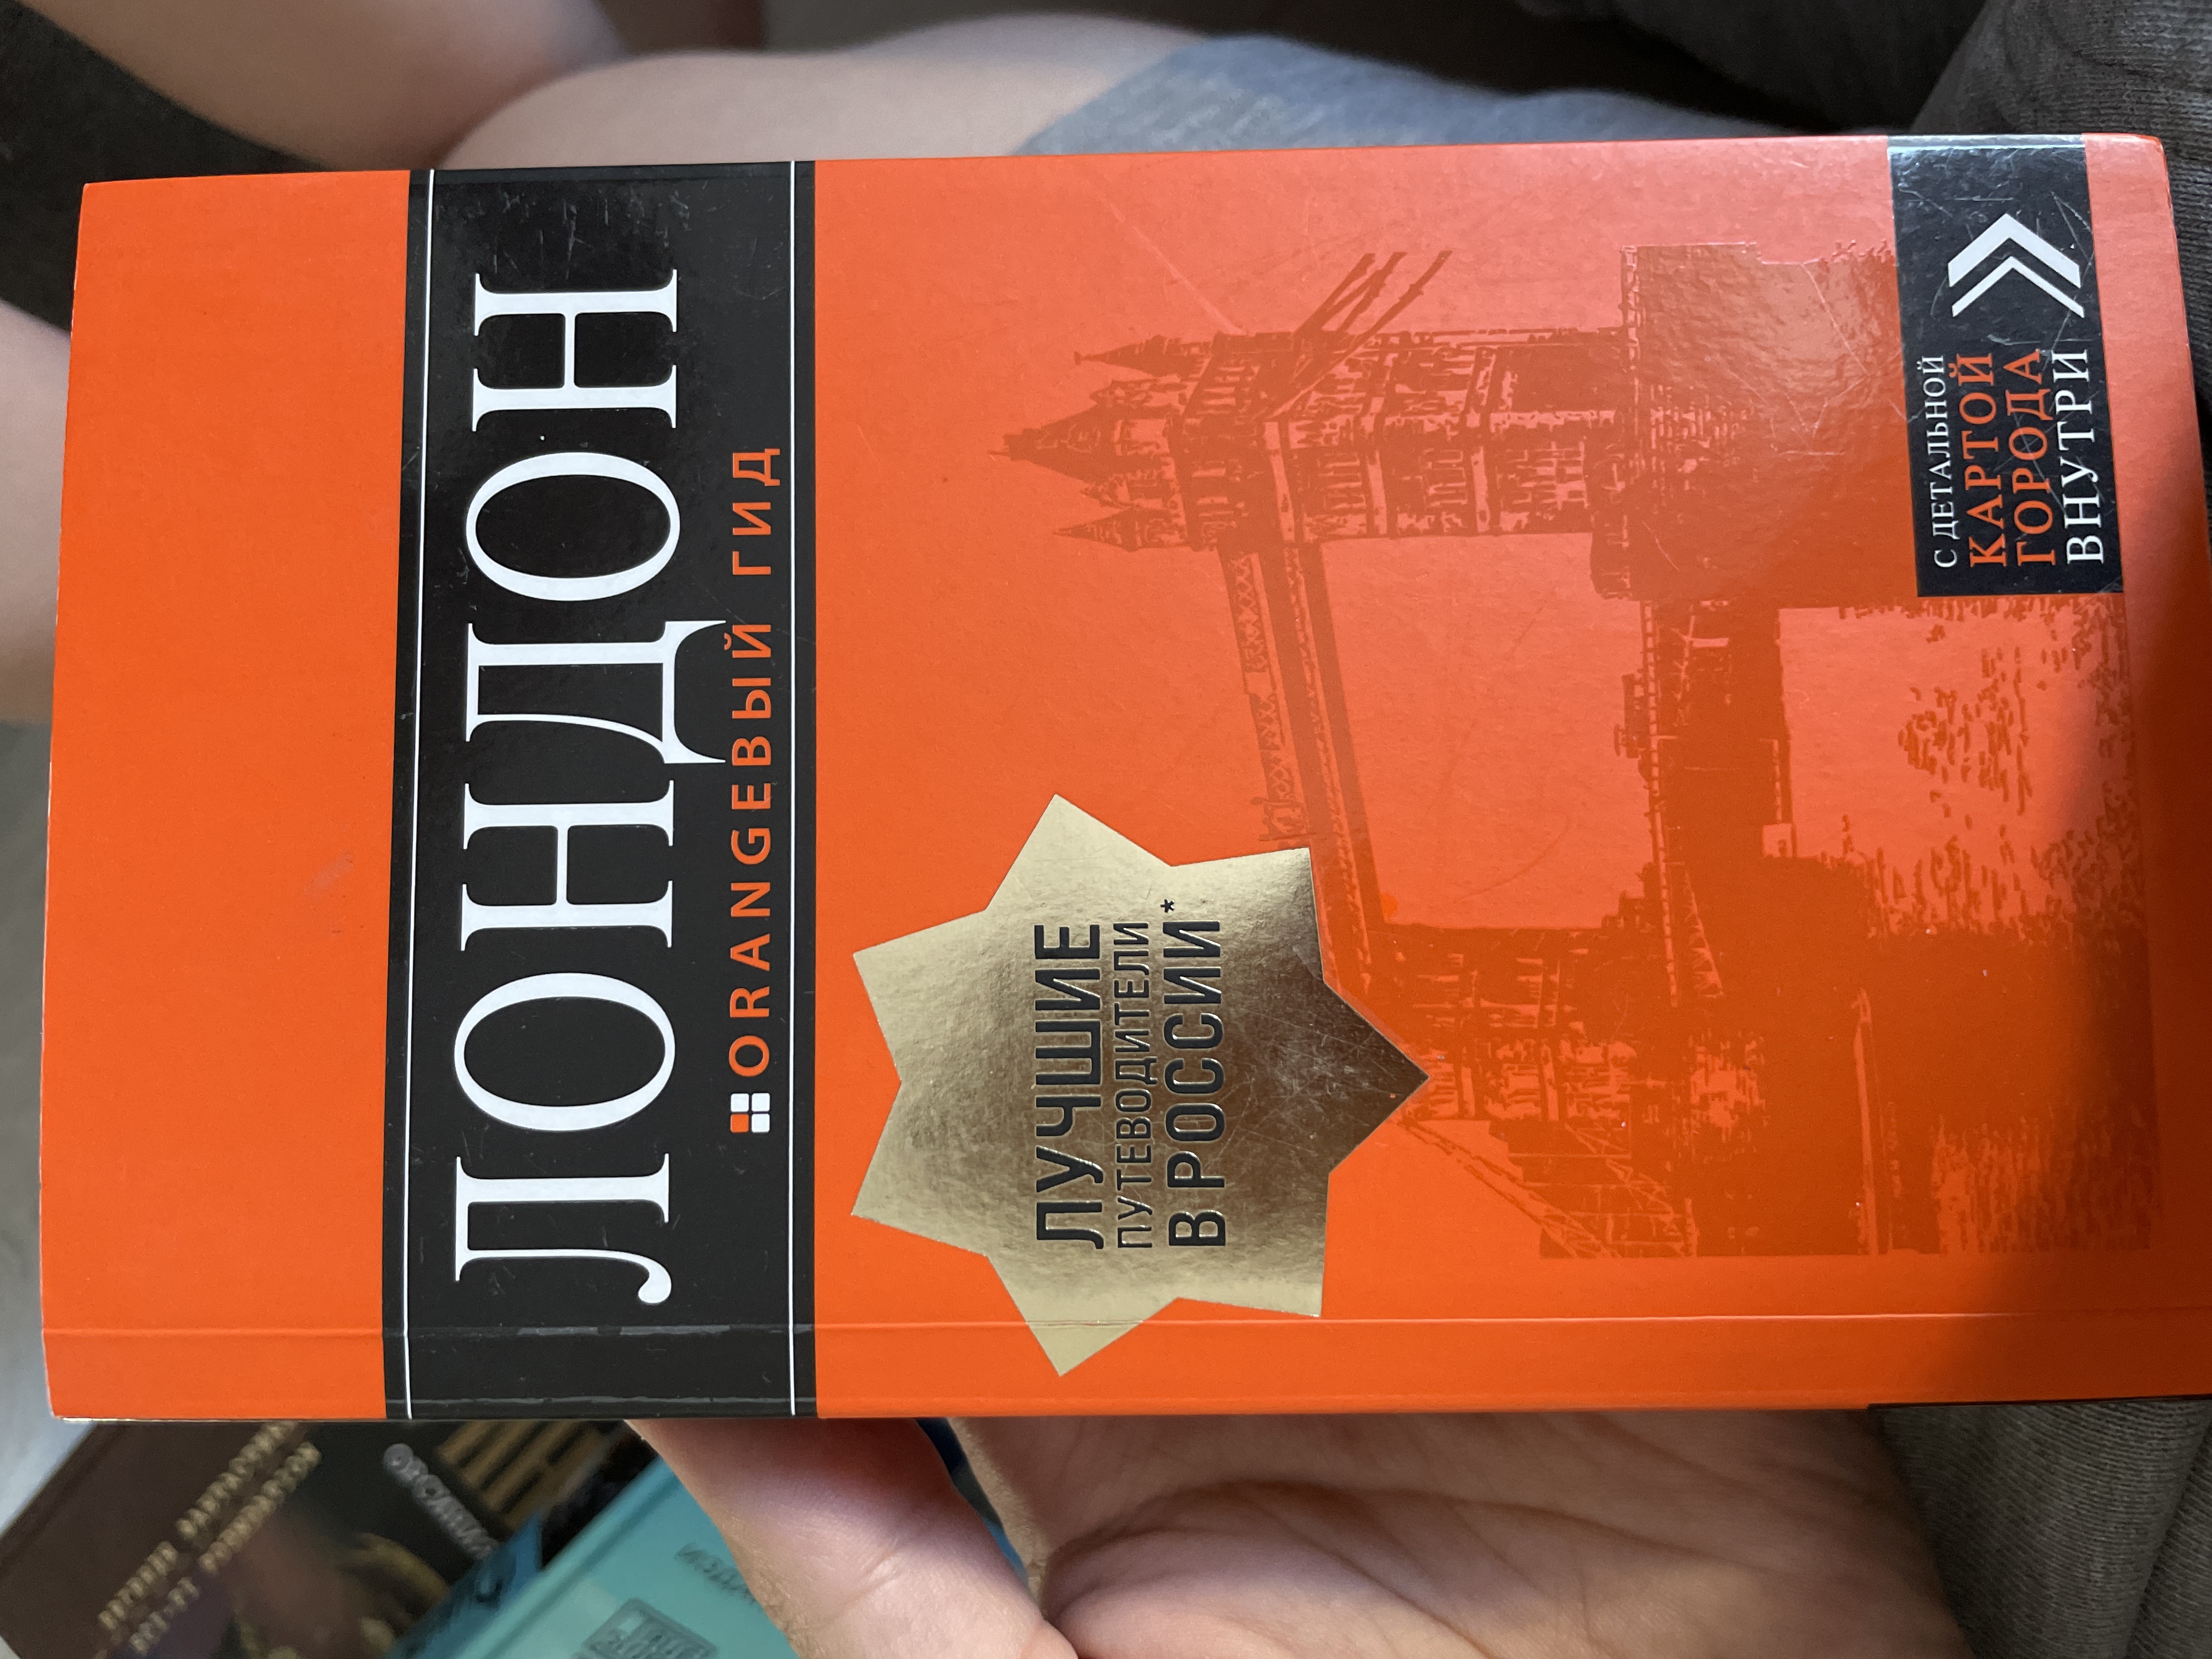 ЛОНДОН
ORANGEВЫЙ ГИД
ЛУЧШИЕ
ПУТЕВОДИТЕЛИ
В РОССИИ*
С ДЕТАЛЬНОЙ
КАРТОЙ
ГОРОДА
ВНУТРИ